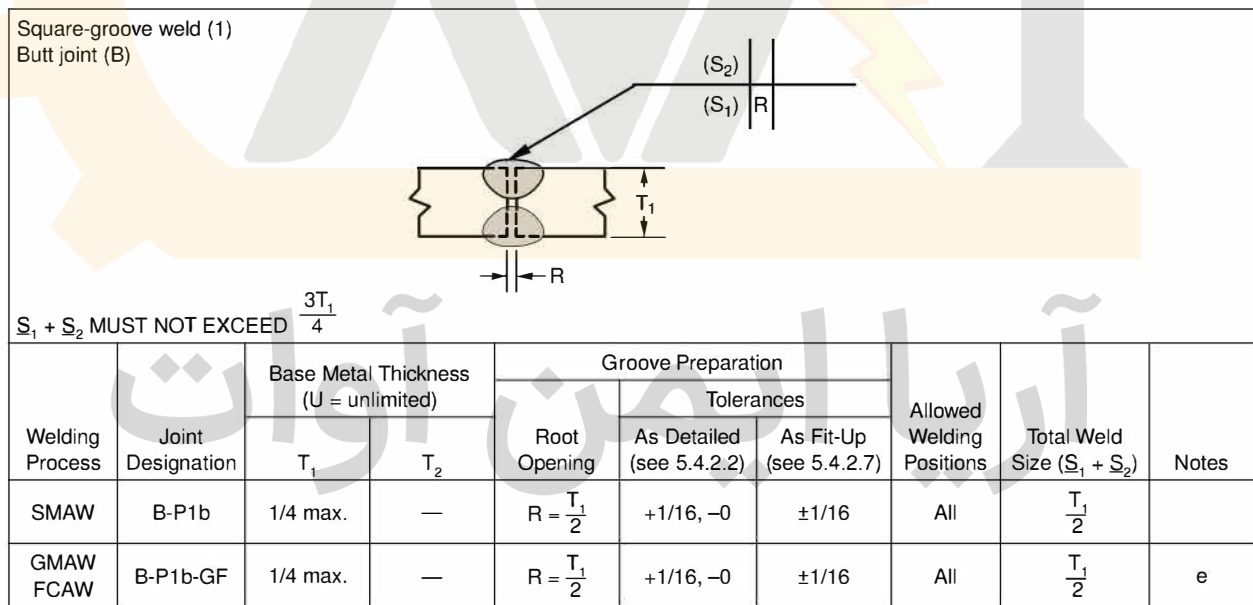 Square-groove weld (1)
Butt joint (B)
(S₂)
(S₁) R
T₁
R
S₁ + S₂ MUST NOT EXCEED 3T₁/4
Base Metal Thickness
(U = unlimited)
Groove Preparation
Tolerances
Welding Process
Joint Designation
T₁
T₂
Root Opening
As Detailed
(see 5.4.2.2)
As Fit-Up
(see 5.4.2.7)
Allowed Welding Positions
Total Weld Size (S₁ + S₂)
Notes
SMAW B-P1b 1/4 max. — R = T₁/2 +1/16, –0 ±1/16 All T₁/2
GMAW FCAW B-P1b-GF 1/4 max. — R = T₁/2 +1/16, –0 ±1/16 All T₁/2 e
آریا ایمن آوات